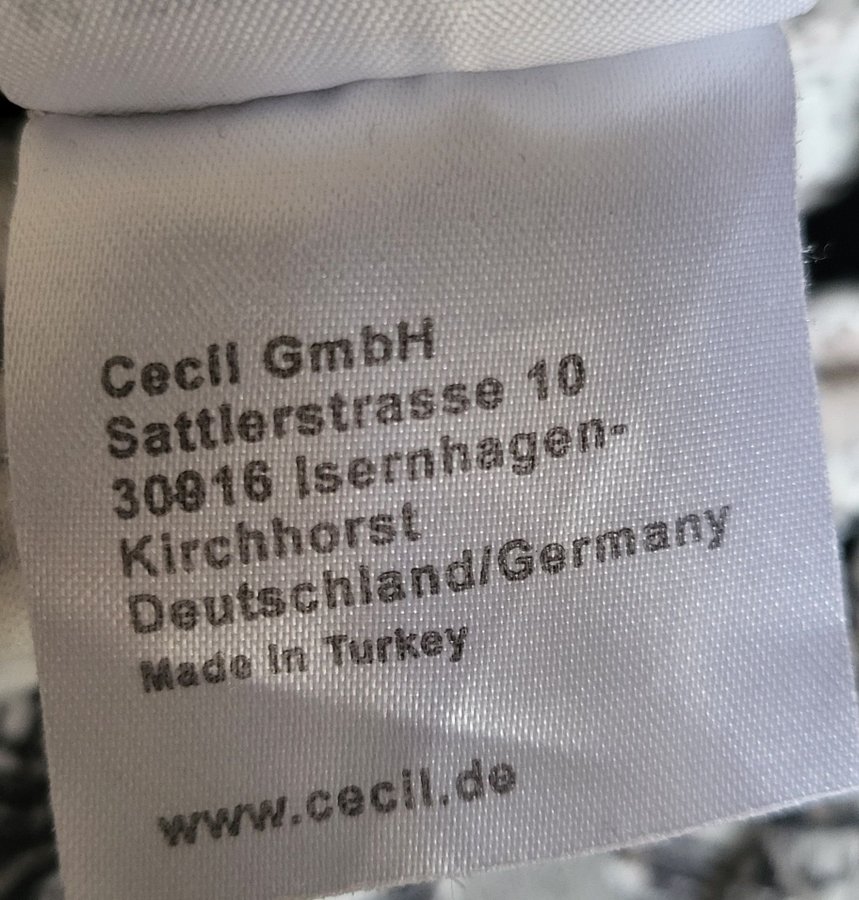 Cecil GmbH
Sattlerstrasse 10
30916 Isernhagen-
Kirchhorst
Deutschland/Germany
Made in Turkey
www.cecil.de